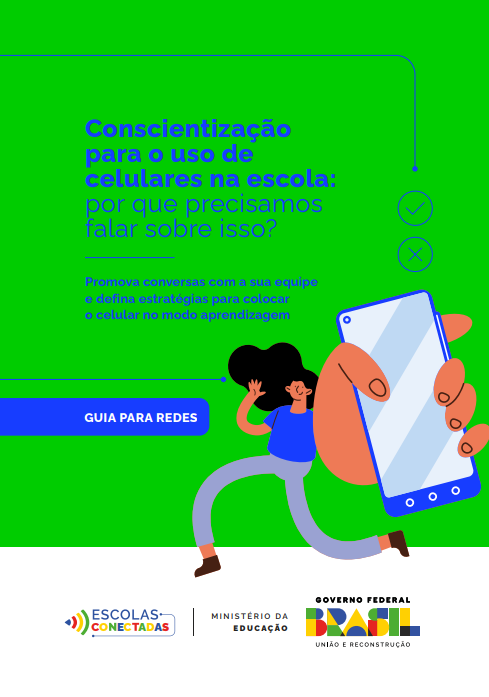 Conscientização
para o uso de
celulares na escola:
por que precisamos
falar sobre isso?
Promova conversas com a sua equipe
e defina estratégias para colocar
o celular no modo aprendizagem
GUIA PARA REDES
ESCOLAS
CONECTADAS
MINISTÉRIO DA
EDUCAÇÃO
GOVERNO FEDERAL
BRASIL
UNIÃO E RECONSTRUÇÃO